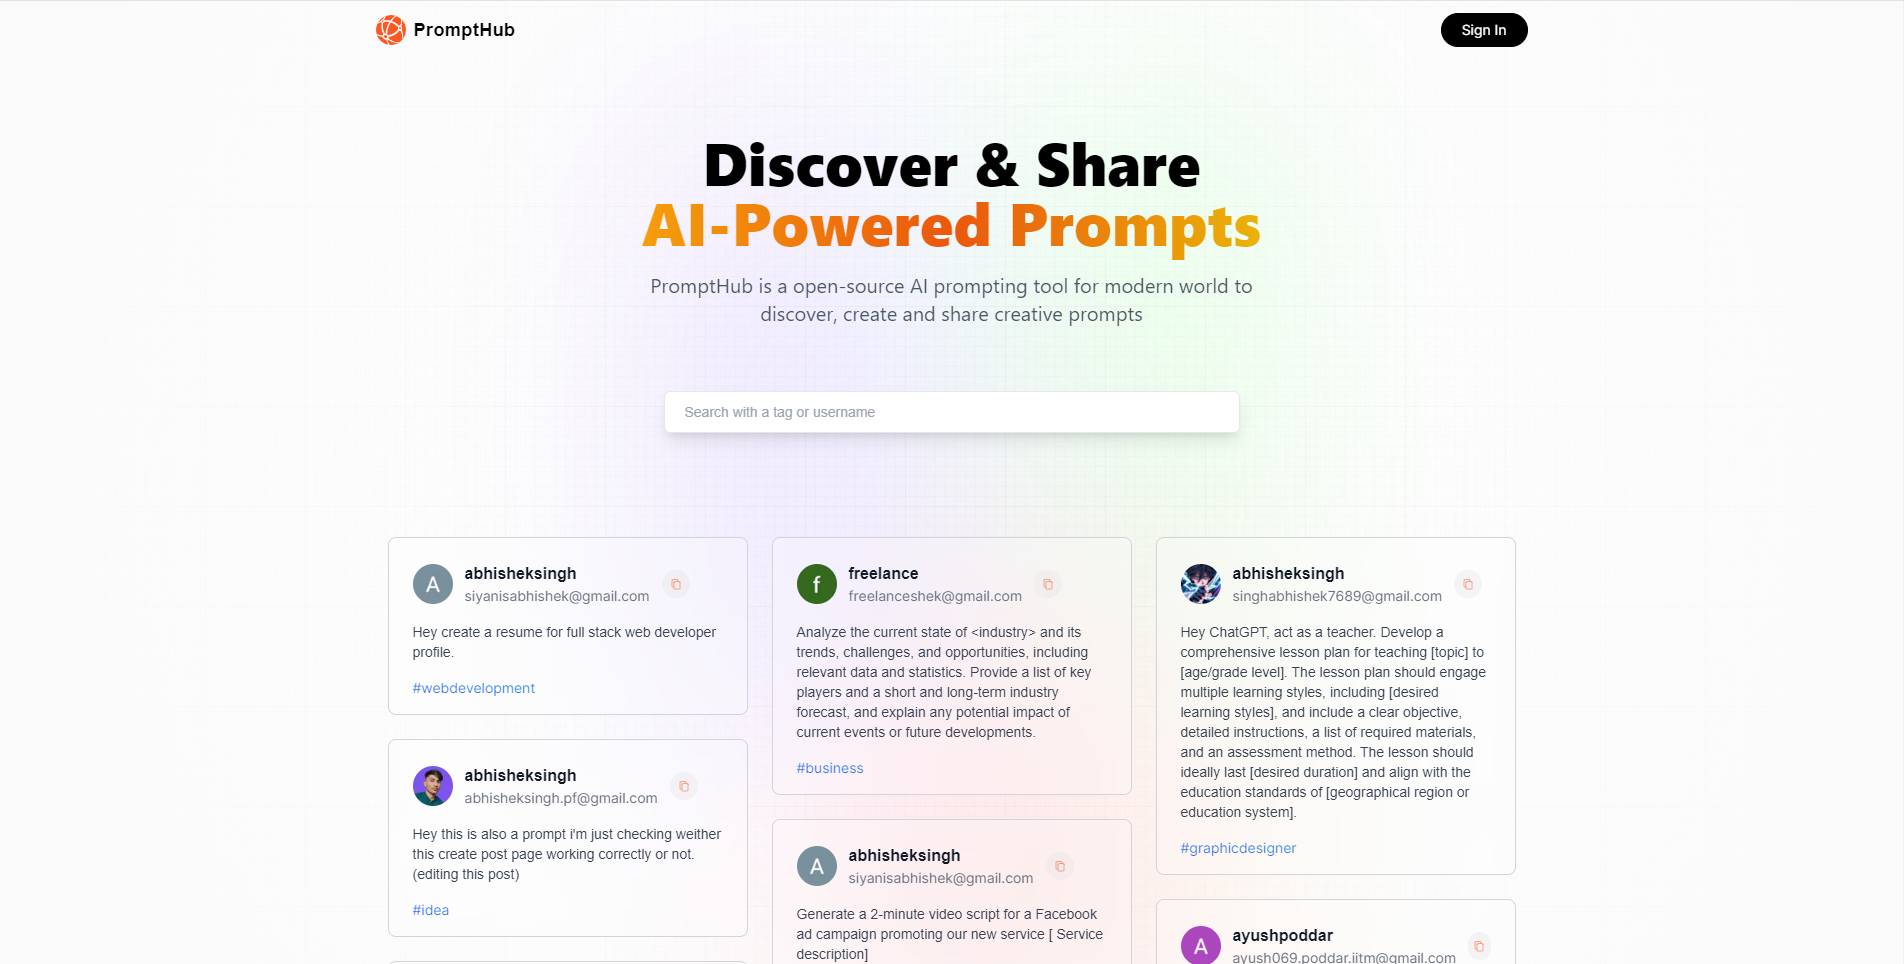 PromptHub
Sign In
Discover & Share
AI-Powered Prompts
PromptHub is a open-source AI prompting tool for modern world to
discover, create and share creative prompts
Search with a tag or username
A
abhisheksingh
siyanisabhishek@gmail.com
Hey create a resume for full stack web developer
profile.
#webdevelopment
abhisheksingh
abhisheksingh.pf@gmail.com
Hey this is also a prompt i'm just checking weither
this create post page working correctly or not.
(editing this post)
#idea
f
freelance
freelanceshek@gmail.com
Analyze the current state of <industry> and its
trends, challenges, and opportunities, including
relevant data and statistics. Provide a list of key
players and a short and long-term industry
forecast, and explain any potential impact of
current events or future developments.
#business
A
abhisheksingh
siyanisabhishek@gmail.com
Generate a 2-minute video script for a Facebook
ad campaign promoting our new service [ Service
description]
abhisheksingh
singhabhishek7689@gmail.com
Hey ChatGPT, act as a teacher. Develop a
comprehensive lesson plan for teaching [topic] to
[age/grade level]. The lesson plan should engage
multiple learning styles, including [desired
learning styles], and include a clear objective,
detailed instructions, a list of required materials,
and an assessment method. The lesson should
ideally last [desired duration] and align with the
education standards of [geographical region or
education system].
#graphicdesigner
A
ayushpoddar
ayush069.poddar.iitm@gmail.com